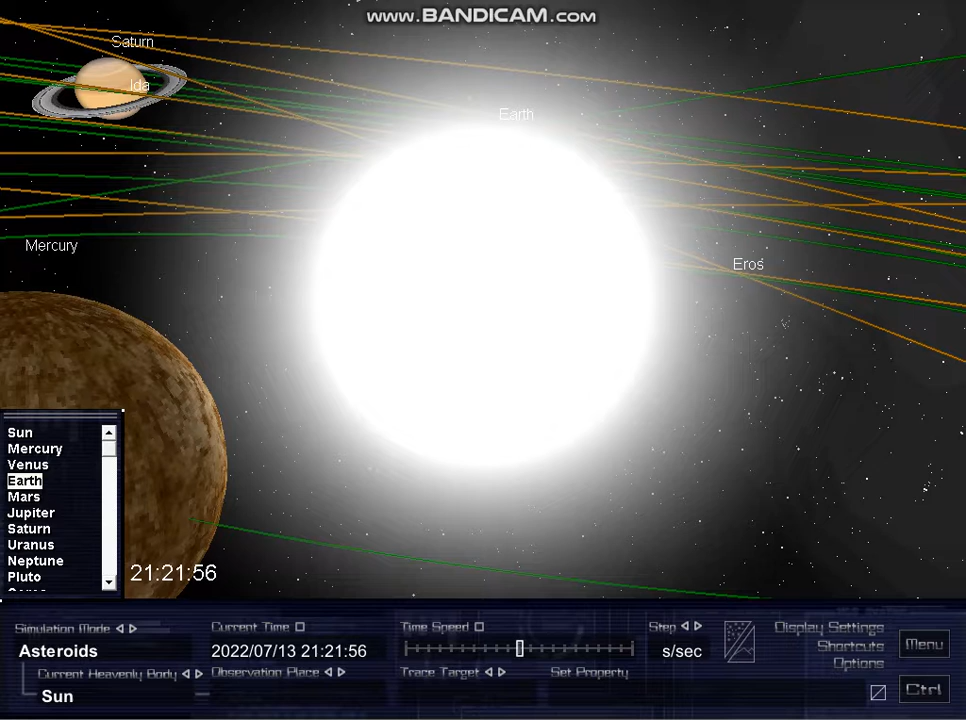 www.BANDICAM.com
Saturn
Ida
Earth
Mercury
Eros
Sun
Mercury
Venus
Earth
Mars
Jupiter
Saturn
Uranus
Neptune
Pluto
21:21:56
Simulation Mode
Asteroids
Current Heavenly Body
Sun
Current Time
2022/07/13 21:21:56
Observation Place
Time Speed
Trace Target
Set Property
Step
s/sec
Display Settings
Shortcuts
Options
Menu
Ctrl